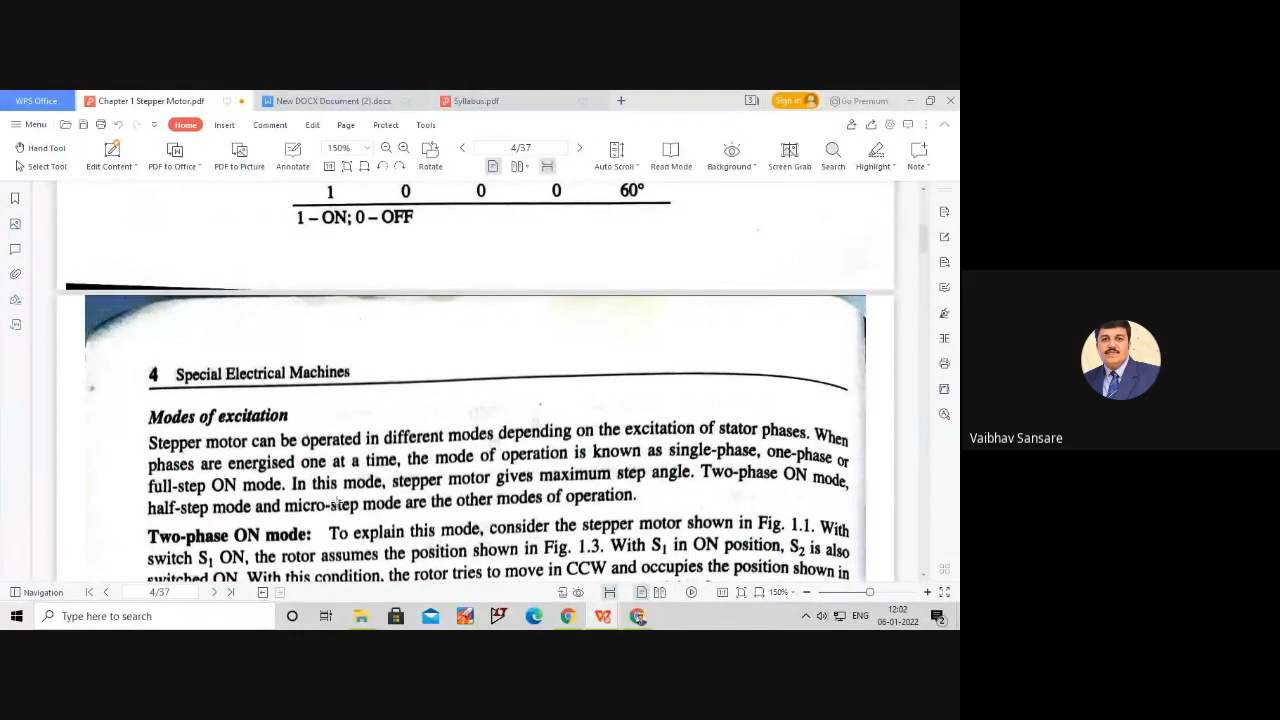 WPS Office
Chapter 1 Stepper Motor.pdf
New DOCX Document (2).docx
Syllabus.pdf
Sign in
Go Premium
Menu
Home
Insert
Comment
Edit
Page
Protect
Tools
Hand Tool
Select Tool
Edit Content
PDF to Office
PDF to Picture
Annotate
150%
Rotate
4/37
Auto Scroll
Read Mode
Background
Screen Grab
Search
Highlight
Note
1 0 0 0 60°
1 – ON; 0 – OFF
4 Special Electrical Machines
Modes of excitation
Stepper motor can be operated in different modes depending on the excitation of stator phases. When
phases are energised one at a time, the mode of operation is known as single-phase, one-phase or
full-step ON mode. In this mode, stepper motor gives maximum step angle. Two-phase ON mode,
half-step mode and micro-step mode are the other modes of operation.
Two-phase ON mode: To explain this mode, consider the stepper motor shown in Fig. 1.1. With
switch S1 ON, the rotor assumes the position shown in Fig. 1.3. With S1 in ON position, S2 is also
switched ON. With this condition, the rotor tries to move in CCW and occupies the position shown in
Navigation
4/37
150%
Type here to search
ENG
12:02
06-01-2022
2
Vaibhav Sansare